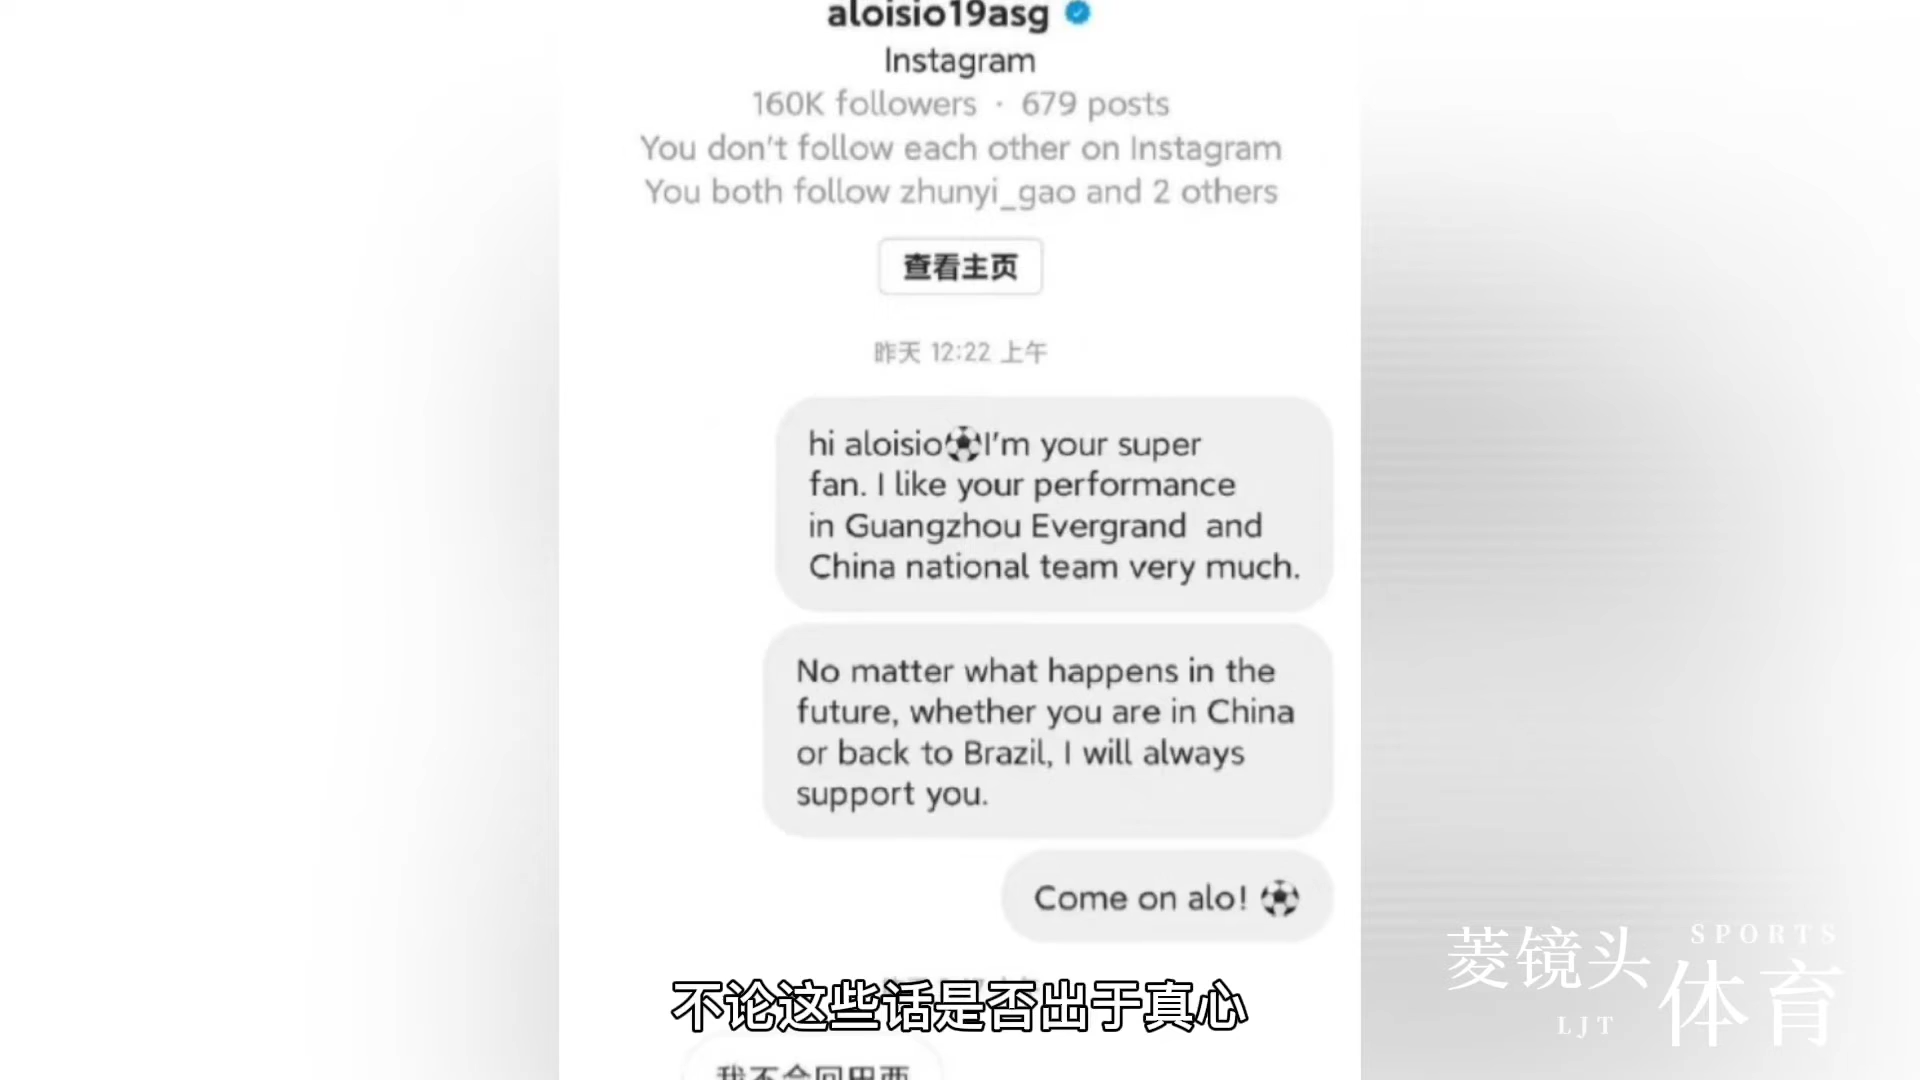 aloisio19asg
Instagram
160K followers · 679 posts
You don't follow each other on Instagram
You both follow zhunyi_gao and 2 others
查看主页
昨天 12:22 上午
hi aloisio⚽I'm your super
fan. I like your performance
in Guangzhou Evergrand and
China national team very much.
No matter what happens in the
future, whether you are in China
or back to Brazil, I will always
support you.
Come on alo! ⚽
不论这些话是否出于真心
我不会回巴西
菱镜头
SPORTS
体育
LJT